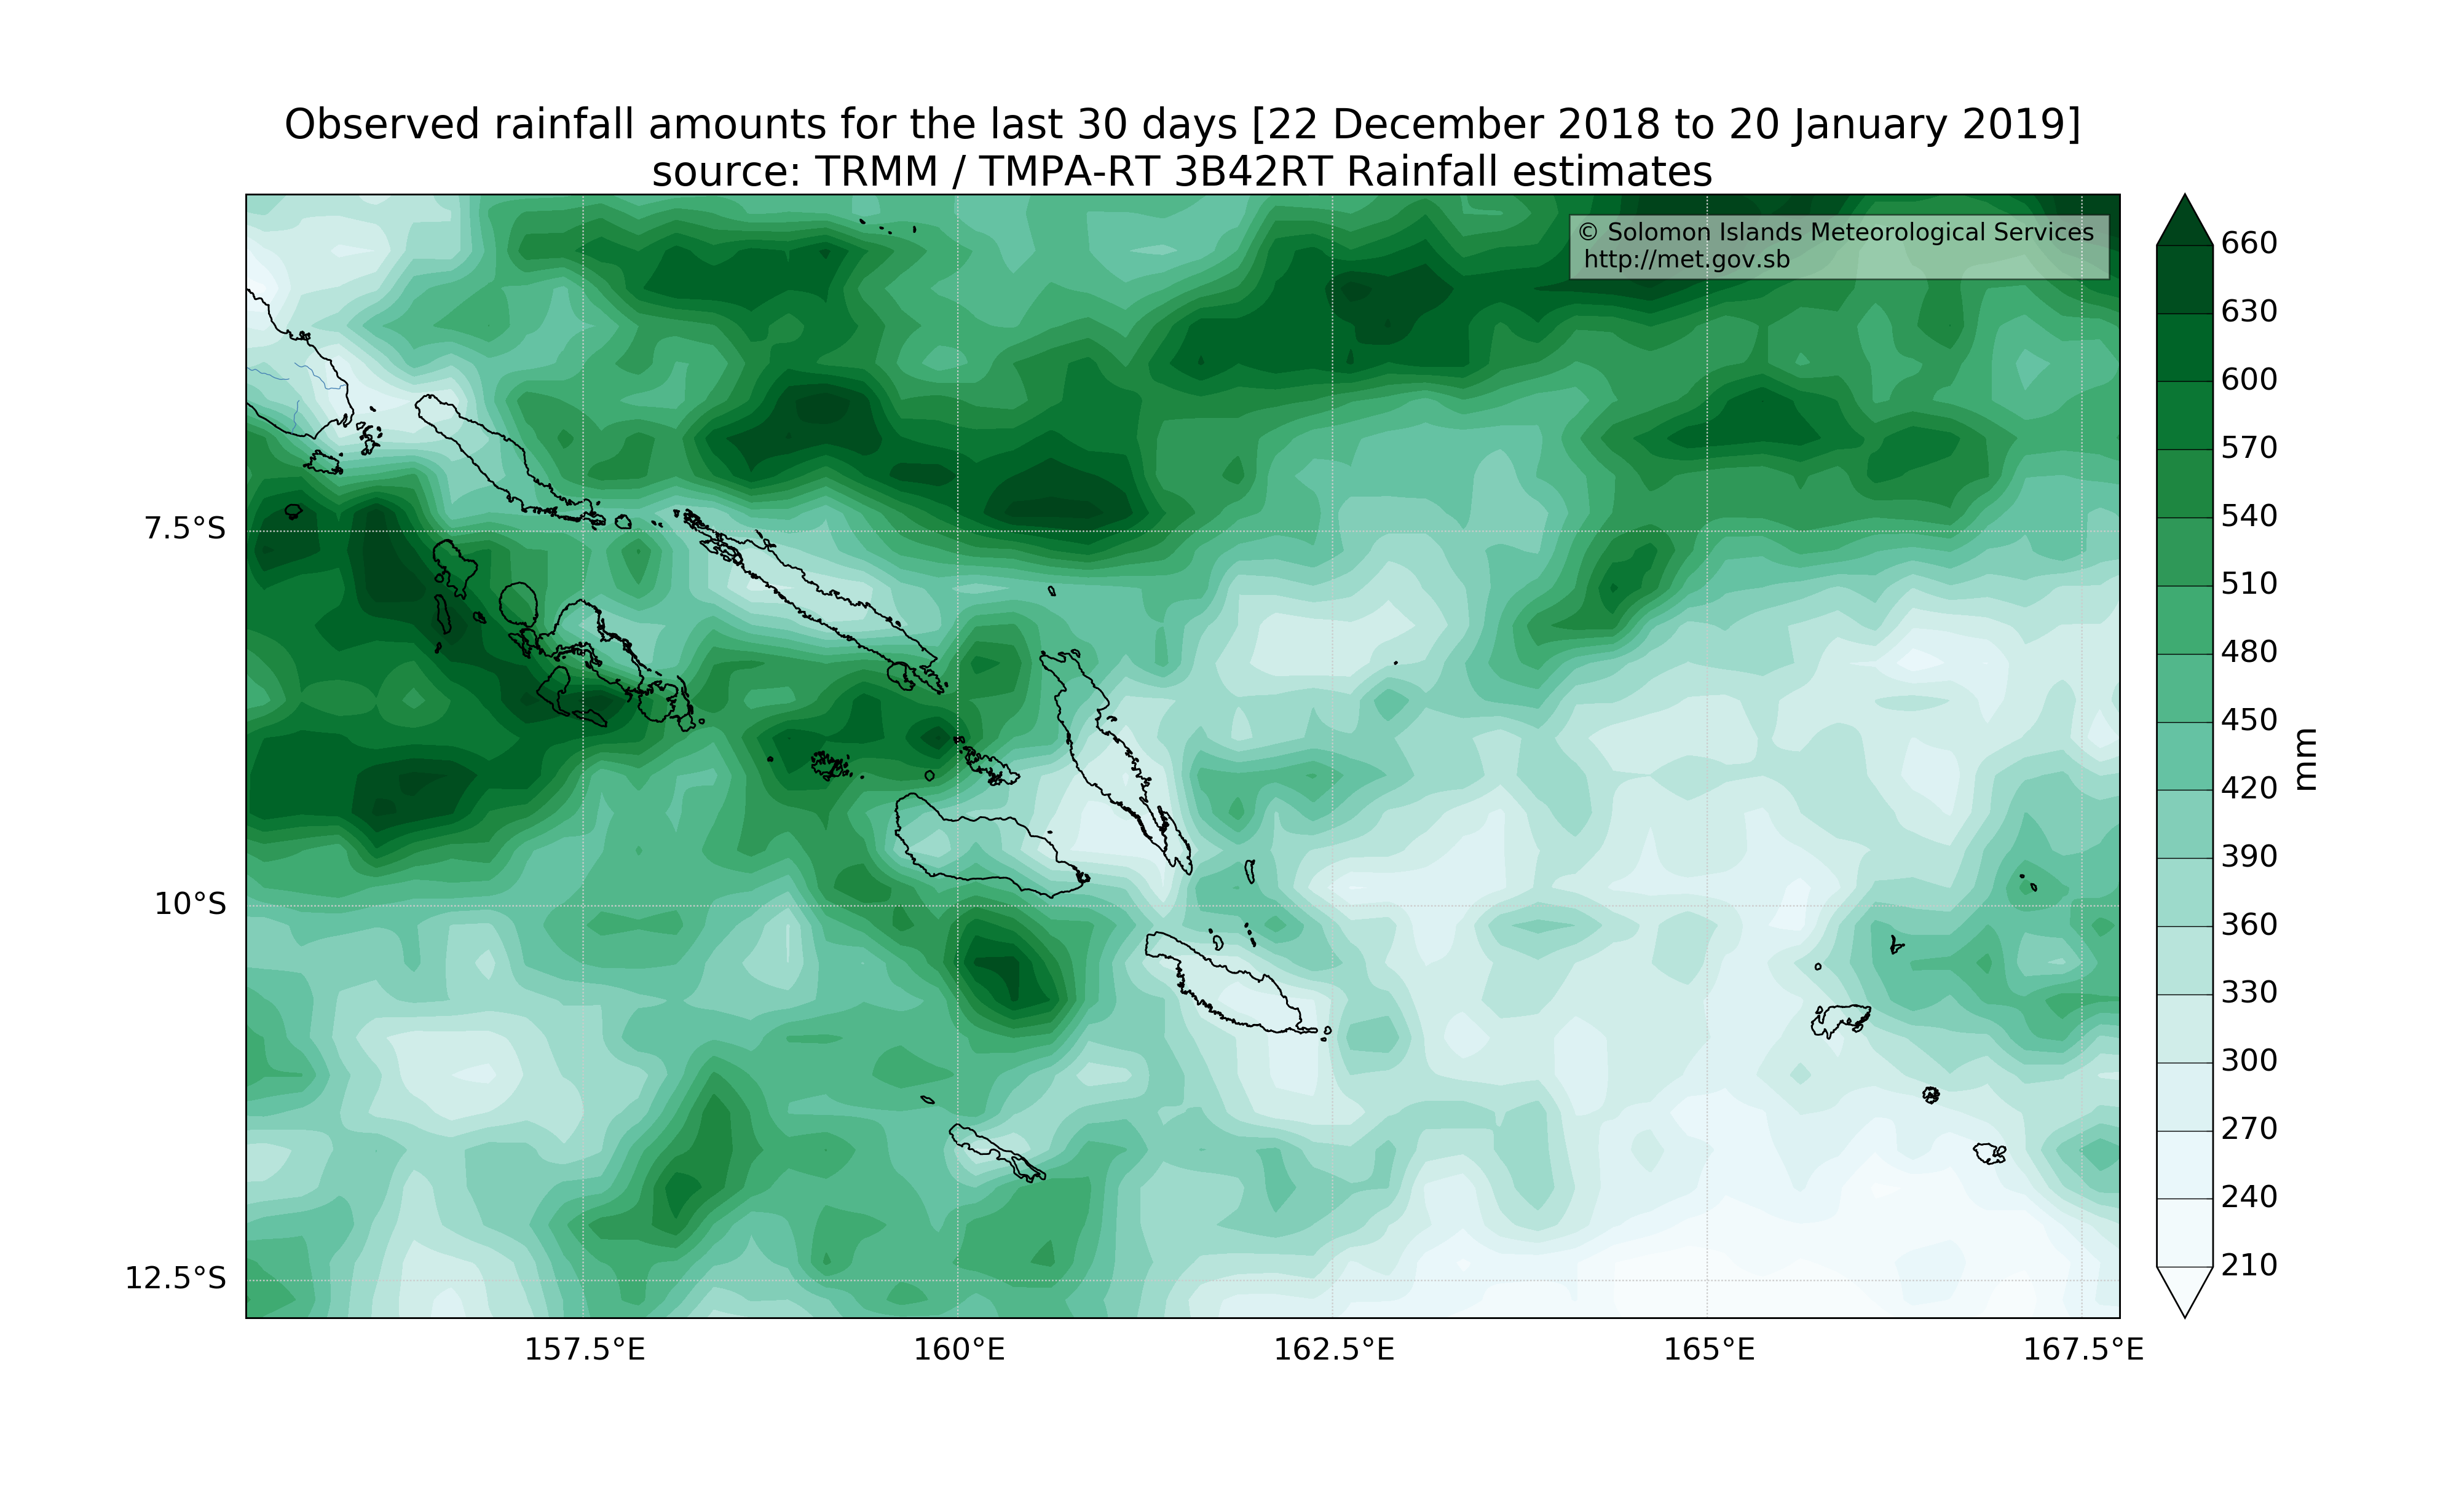 Observed rainfall amounts for the last 30 days [22 December 2018 to 20 January 2019]
source: TRMM / TMPA-RT 3B42RT Rainfall estimates
© Solomon Islands Meteorological Services
http://met.gov.sb
7.5°S
10°S
12.5°S
157.5°E
160°E
162.5°E
165°E
167.5°E
660
630
600
570
540
510
480
450
420
390
360
330
300
270
240
210
mm